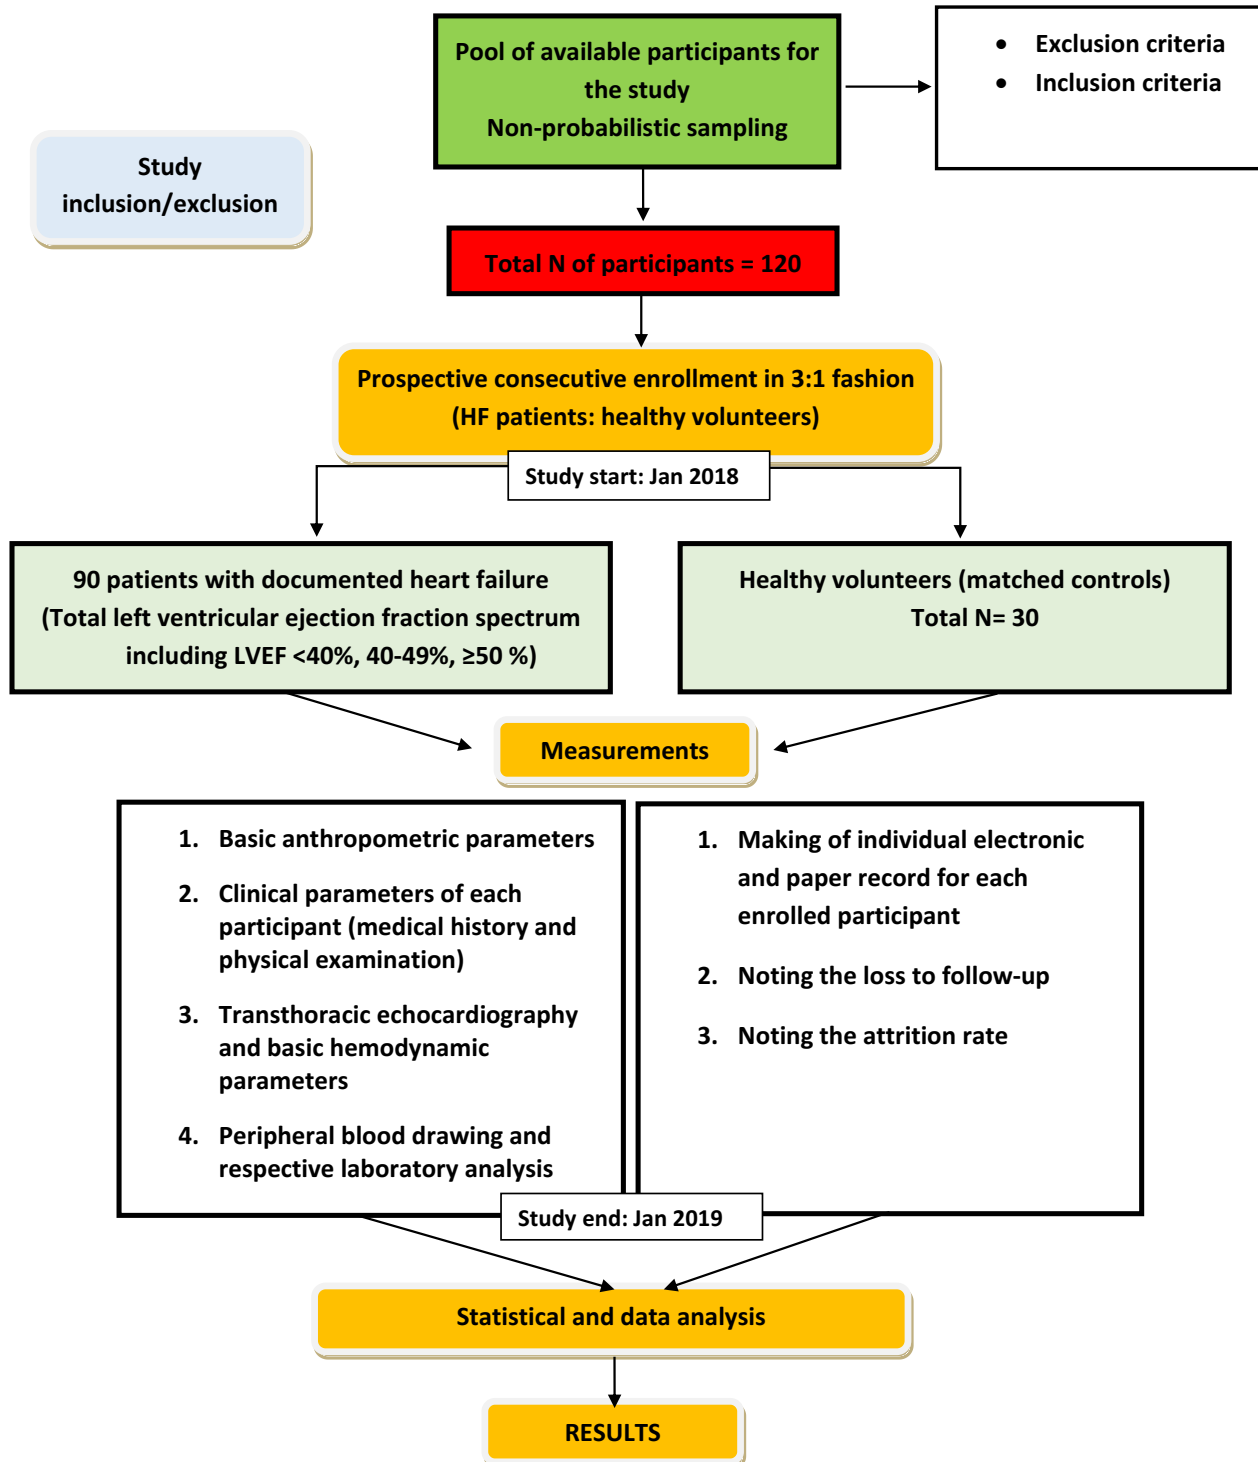 Pool of available participants for
the study
Non-probabilistic sampling
• Exclusion criteria
• Inclusion criteria
Study
inclusion/exclusion
Total N of participants = 120
Prospective consecutive enrollment in 3:1 fashion
(HF patients: healthy volunteers)
Study start: Jan 2018
90 patients with documented heart failure
(Total left ventricular ejection fraction spectrum
including LVEF <40%, 40-49%, ≥50 %)
Healthy volunteers (matched controls)
Total N= 30
Measurements
1. Basic anthropometric parameters
2. Clinical parameters of each
participant (medical history and
physical examination)
3. Transthoracic echocardiography
and basic hemodynamic
parameters
4. Peripheral blood drawing and
respective laboratory analysis
1. Making of individual electronic
and paper record for each
enrolled participant
2. Noting the loss to follow-up
3. Noting the attrition rate
Study end: Jan 2019
Statistical and data analysis
RESULTS